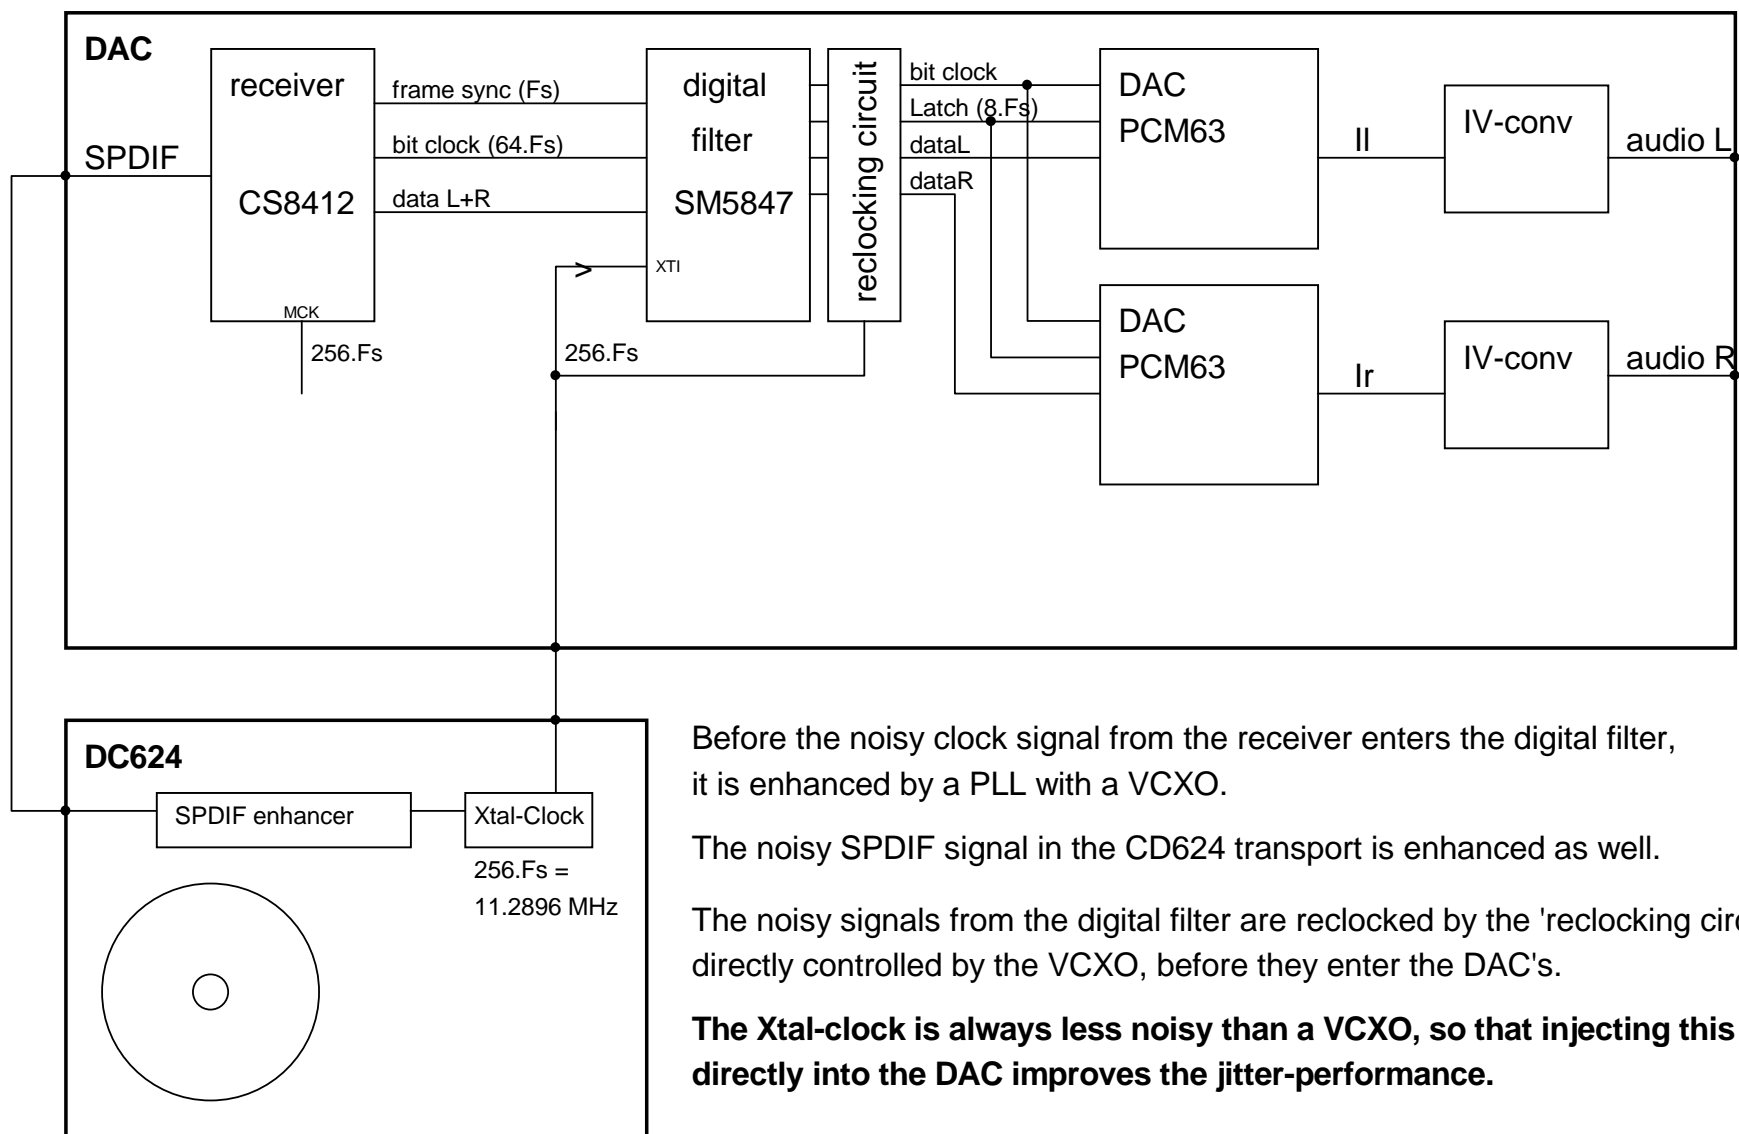 DAC
receiver
CS8412
MCK
256.Fs
SPDIF
frame sync (Fs)
bit clock (64.Fs)
data L+R
digital
filter
SM5847
XTI
256.Fs
reclocking circuit
bit clock
Latch (8.Fs)
dataL
dataR
DAC
PCM63
Il
IV-conv
audio L
DAC
PCM63
Ir
IV-conv
audio R
DC624
SPDIF enhancer
Xtal-Clock
256.Fs =
11.2896 MHz
Before the noisy clock signal from the receiver enters the digital filter,
it is enhanced by a PLL with a VCXO.
The noisy SPDIF signal in the CD624 transport is enhanced as well.
The noisy signals from the digital filter are reclocked by the 'reclocking
directly controlled by the VCXO, before they enter the DAC's.
The Xtal-clock is always less noisy than a VCXO, so that injecting this
directly into the DAC improves the jitter-performance.